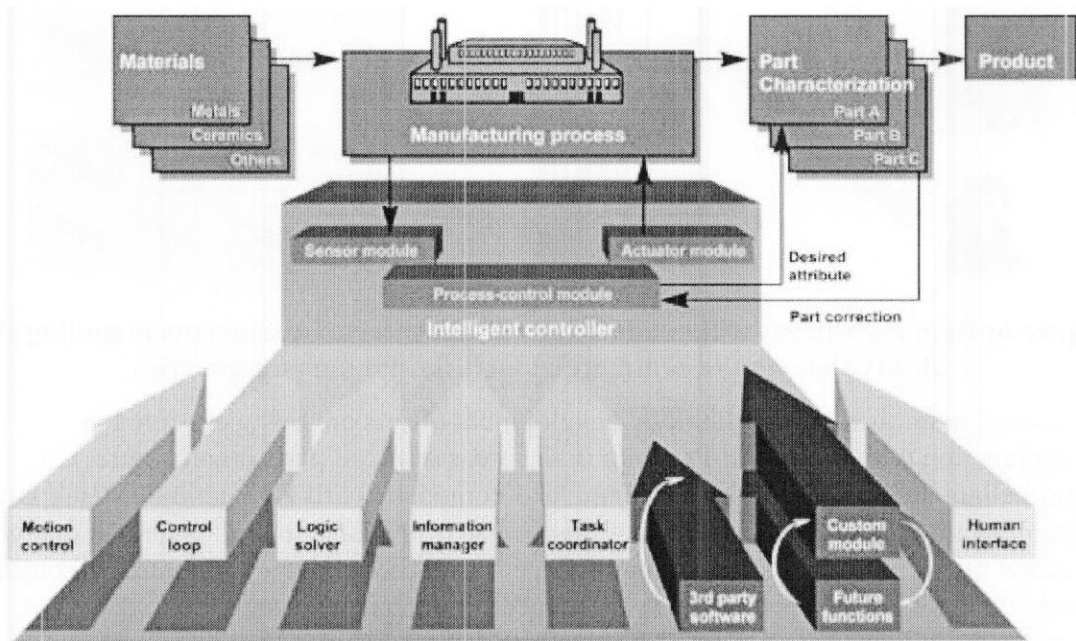 Materials
Metals
Ceramics
Others
Manufacturing process
Part
Characterization
Part A
Part B
Part C
Product
Sensor module
Actuator module
Process-control module
Intelligent controller
Desired
attribute
Part correction
Motion
control
Control
loop
Logic
solver
Information
manager
Task
coordinator
3rd party
software
Custom
module
Future
functions
Human
interface